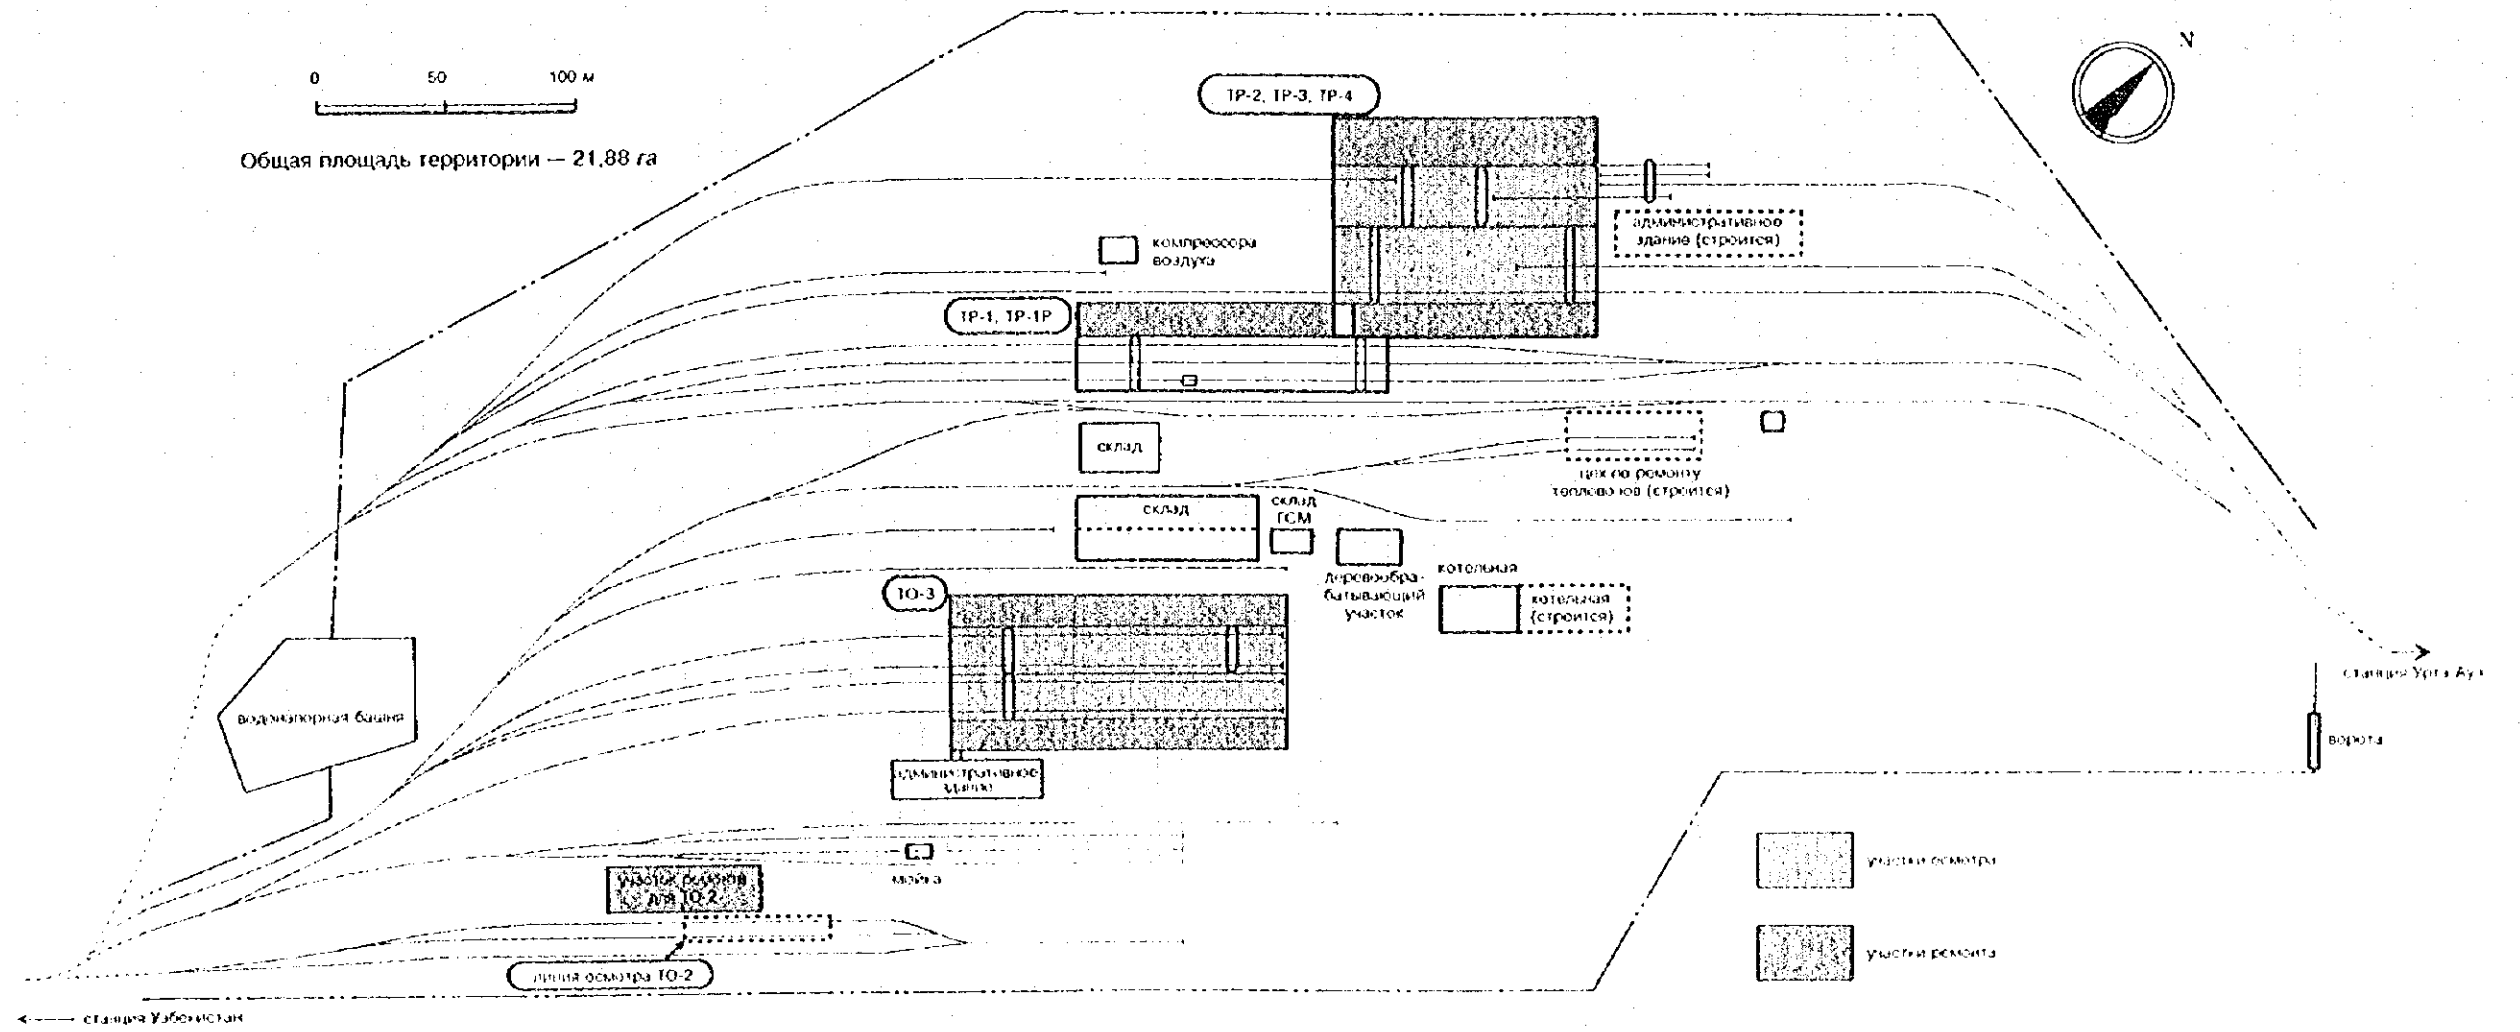 N
0 50 100 м
Общая площадь территории — 21,88 га
ТР-2, ТР-3, ТР-4
административное
здание (строится)
компрессора
воздуха
ТР-1, ТР-1Р
склад
цех по ремонту
тепловозов (строится)
склад
склад
ГСМ
деревообра-
батывающий
участок
котельная
котельная
(строится)
ТО-3
станция Урта Аул
водонапорная башня
ворота
административное
здание
мойка
участок ремонта
для ТО-2
линия осмотра ТО-2
участки осмотра
участки ремонта
станция Узбекистан